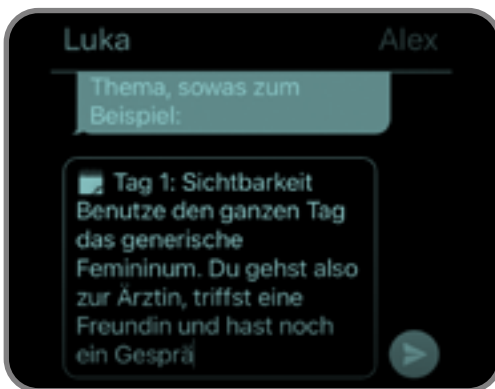 Luka
Alex
Thema, sowas zum
Beispiel:
Tag 1: Sichtbarkeit
Benutze den ganzen Tag
das generische
Femininum. Du gehst also
zur Ärztin, triffst eine
Freundin und hast noch
ein Gesprä